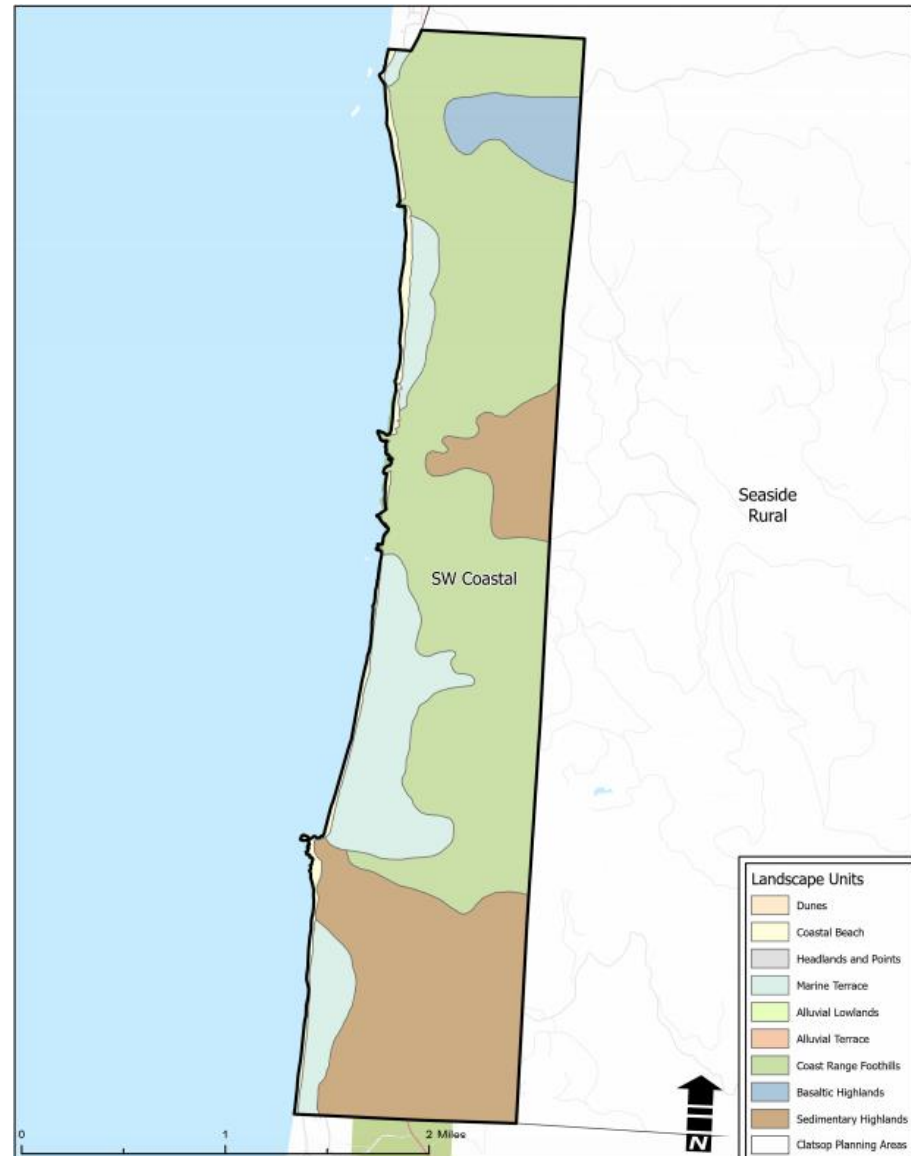 Seaside
Rural
SW Coastal
Landscape Units
Dunes
Coastal Beach
Headlands and Points
Marine Terrace
Alluvial Lowlands
Alluvial Terrace
Coast Range Foothills
Basaltic Highlands
Sedimentary Highlands
Clatsop Planning Areas
N
0 1 2 Miles